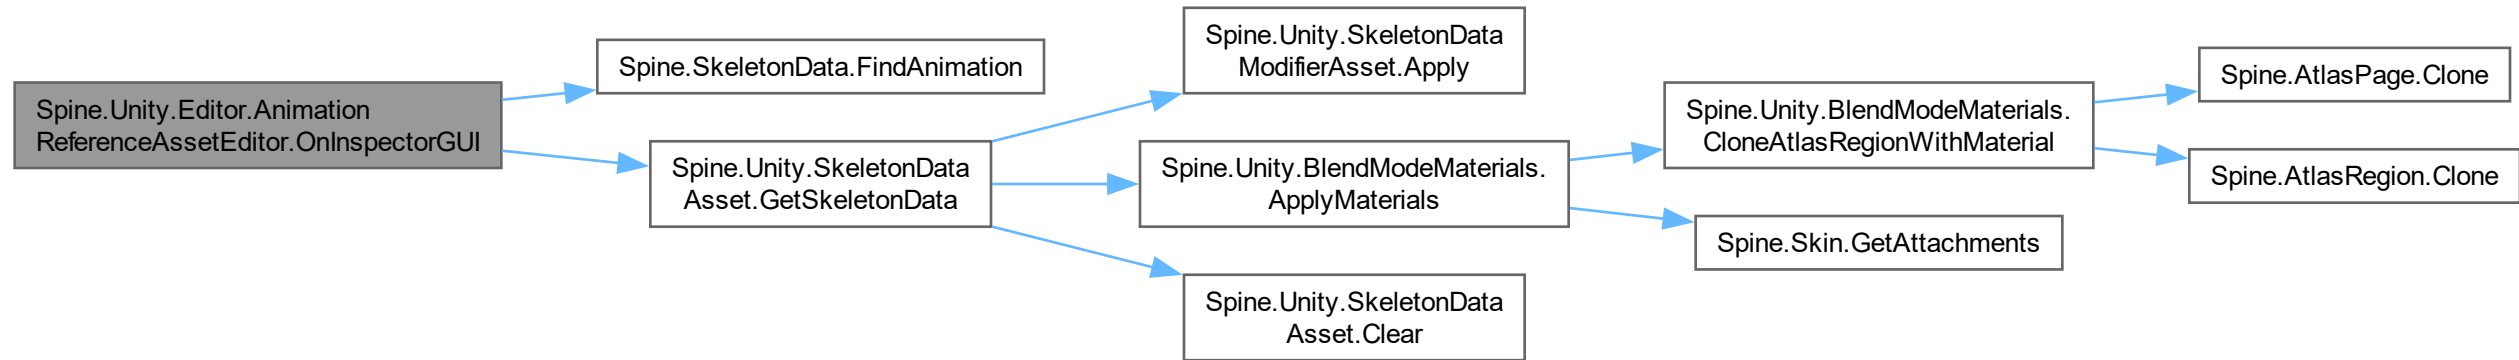 Spine.Unity.Editor.Animation
ReferenceAssetEditor.OnInspectorGUI
Spine.SkeletonData.FindAnimation
Spine.Unity.SkeletonData
Asset.GetSkeletonData
Spine.Unity.SkeletonData
ModifierAsset.Apply
Spine.Unity.BlendModeMaterials.
ApplyMaterials
Spine.Unity.SkeletonData
Asset.Clear
Spine.Unity.BlendModeMaterials.
CloneAtlasRegionWithMaterial
Spine.Skin.GetAttachments
Spine.AtlasPage.Clone
Spine.AtlasRegion.Clone